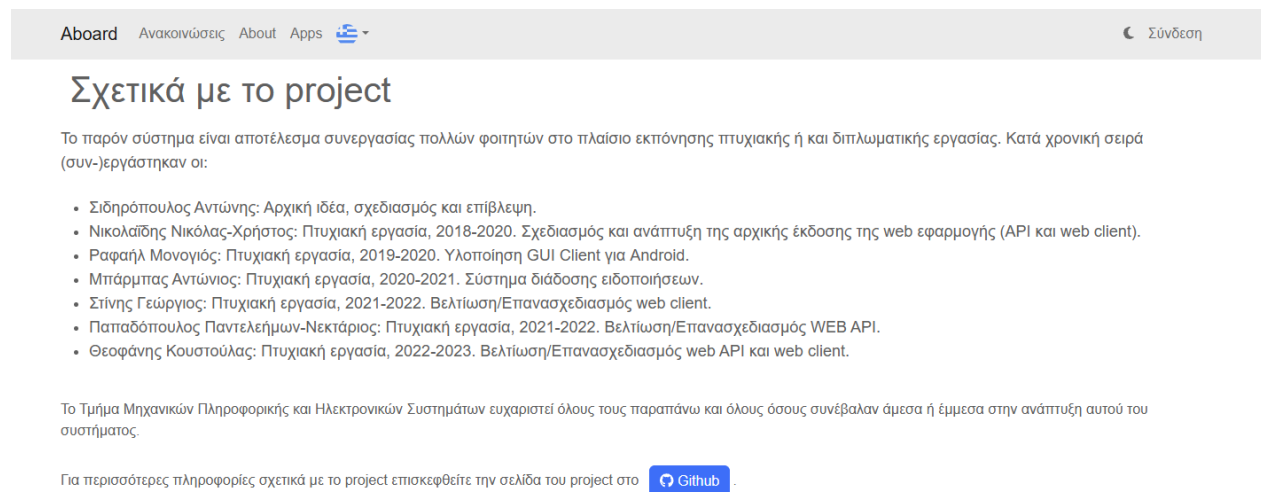 Aboard Ανακοινώσεις About Apps Σύνδεση
Σχετικά με το project
Το παρόν σύστημα είναι αποτέλεσμα συνεργασίας πολλών φοιτητών στο πλαίσιο εκπόνησης πτυχιακής ή και διπλωματικής εργασίας. Κατά χρονική σειρά
(συν-)εργάστηκαν οι:
• Σιδηρόπουλος Αντώνης: Αρχική ιδέα, σχεδιασμός και επίβλεψη.
• Νικολαΐδης Νικόλας-Χρήστος: Πτυχιακή εργασία, 2018-2020. Σχεδιασμός και ανάπτυξη της αρχικής έκδοσης της web εφαρμογής (API και web client).
• Ραφαήλ Μονογιός: Πτυχιακή εργασία, 2019-2020. Υλοποίηση GUI Client για Android.
• Μπάρμπας Αντώνιος: Πτυχιακή εργασία, 2020-2021. Σύστημα διάδοσης ειδοποιήσεων.
• Στίνης Γεώργιος: Πτυχιακή εργασία, 2021-2022. Βελτίωση/Επανασχεδιασμός web client.
• Παπαδόπουλος Παντελεήμων-Νεκτάριος: Πτυχιακή εργασία, 2021-2022. Βελτίωση/Επανασχεδιασμός WEB API.
• Θεοφάνης Κουστούλας: Πτυχιακή εργασία, 2022-2023. Βελτίωση/Επανασχεδιασμός web API και web client.
Το Τμήμα Μηχανικών Πληροφορικής και Ηλεκτρονικών Συστημάτων ευχαριστεί όλους τους παραπάνω και όλους όσους συνέβαλαν άμεσα ή έμμεσα στην ανάπτυξη αυτού του
συστήματος.
Για περισσότερες πληροφορίες σχετικά με το project επισκεφθείτε την σελίδα του project στο Github .